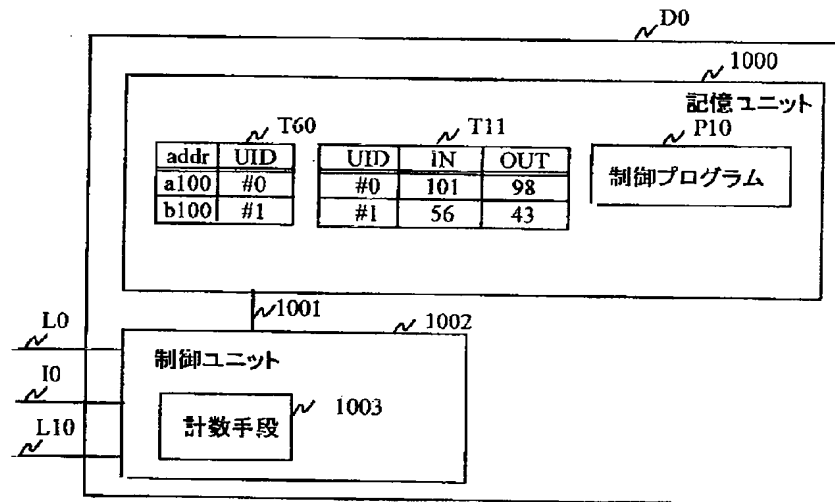 D0
1000
記憶ユニット
T60
T11
P10
addr UID
a100 #0
b100 #1
UID IN OUT
#0 101 98
#1 56 43
制御プログラム
1001
1002
L0
制御ユニット
I0
計数手段
1003
L10